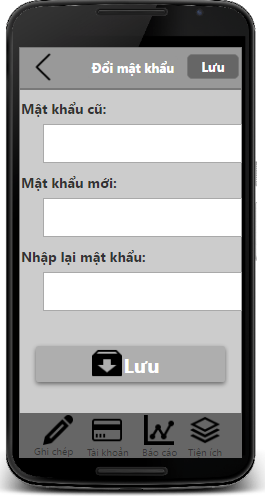 Đổi mật khẩu Lưu
Mật khẩu cũ:
Mật khẩu mới:
Nhập lại mật khẩu:
Lưu
Ghi chép Tài khoản Báo cáo Tiện ích